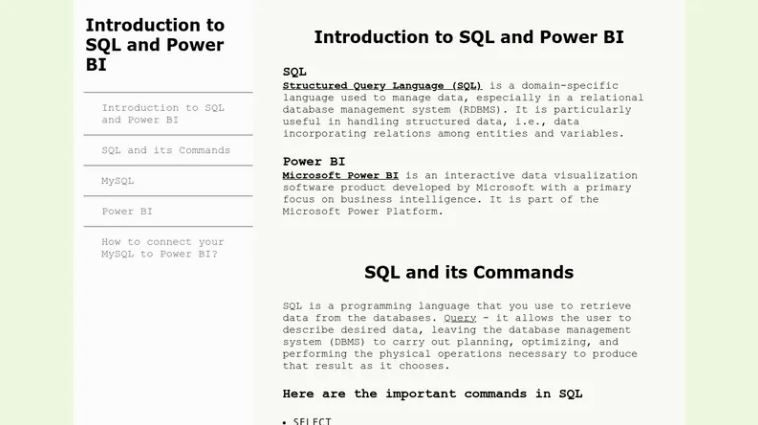 Introduction to
SQL and Power
BI
Introduction to SQL
and Power BI
SQL and its Commands
MySQL
Power BI
How to connect your
MySQL to Power BI?
Introduction to SQL and Power BI
SQL
Structured Query Language (SQL) is a domain-specific
language used to manage data, especially in a relational
database management system (RDBMS). It is particularly
useful in handling structured data, i.e., data
incorporating relations among entities and variables.
Power BI
Microsoft Power BI is an interactive data visualization
software product developed by Microsoft with a primary
focus on business intelligence. It is part of the
Microsoft Power Platform.
SQL and its Commands
SQL is a programming language that you use to retrieve
data from the databases. Query - it allows the user to
describe desired data, leaving the database management
system (DBMS) to carry out planning, optimizing, and
performing the physical operations necessary to produce
that result as it chooses.
Here are the important commands in SQL
• SELECT